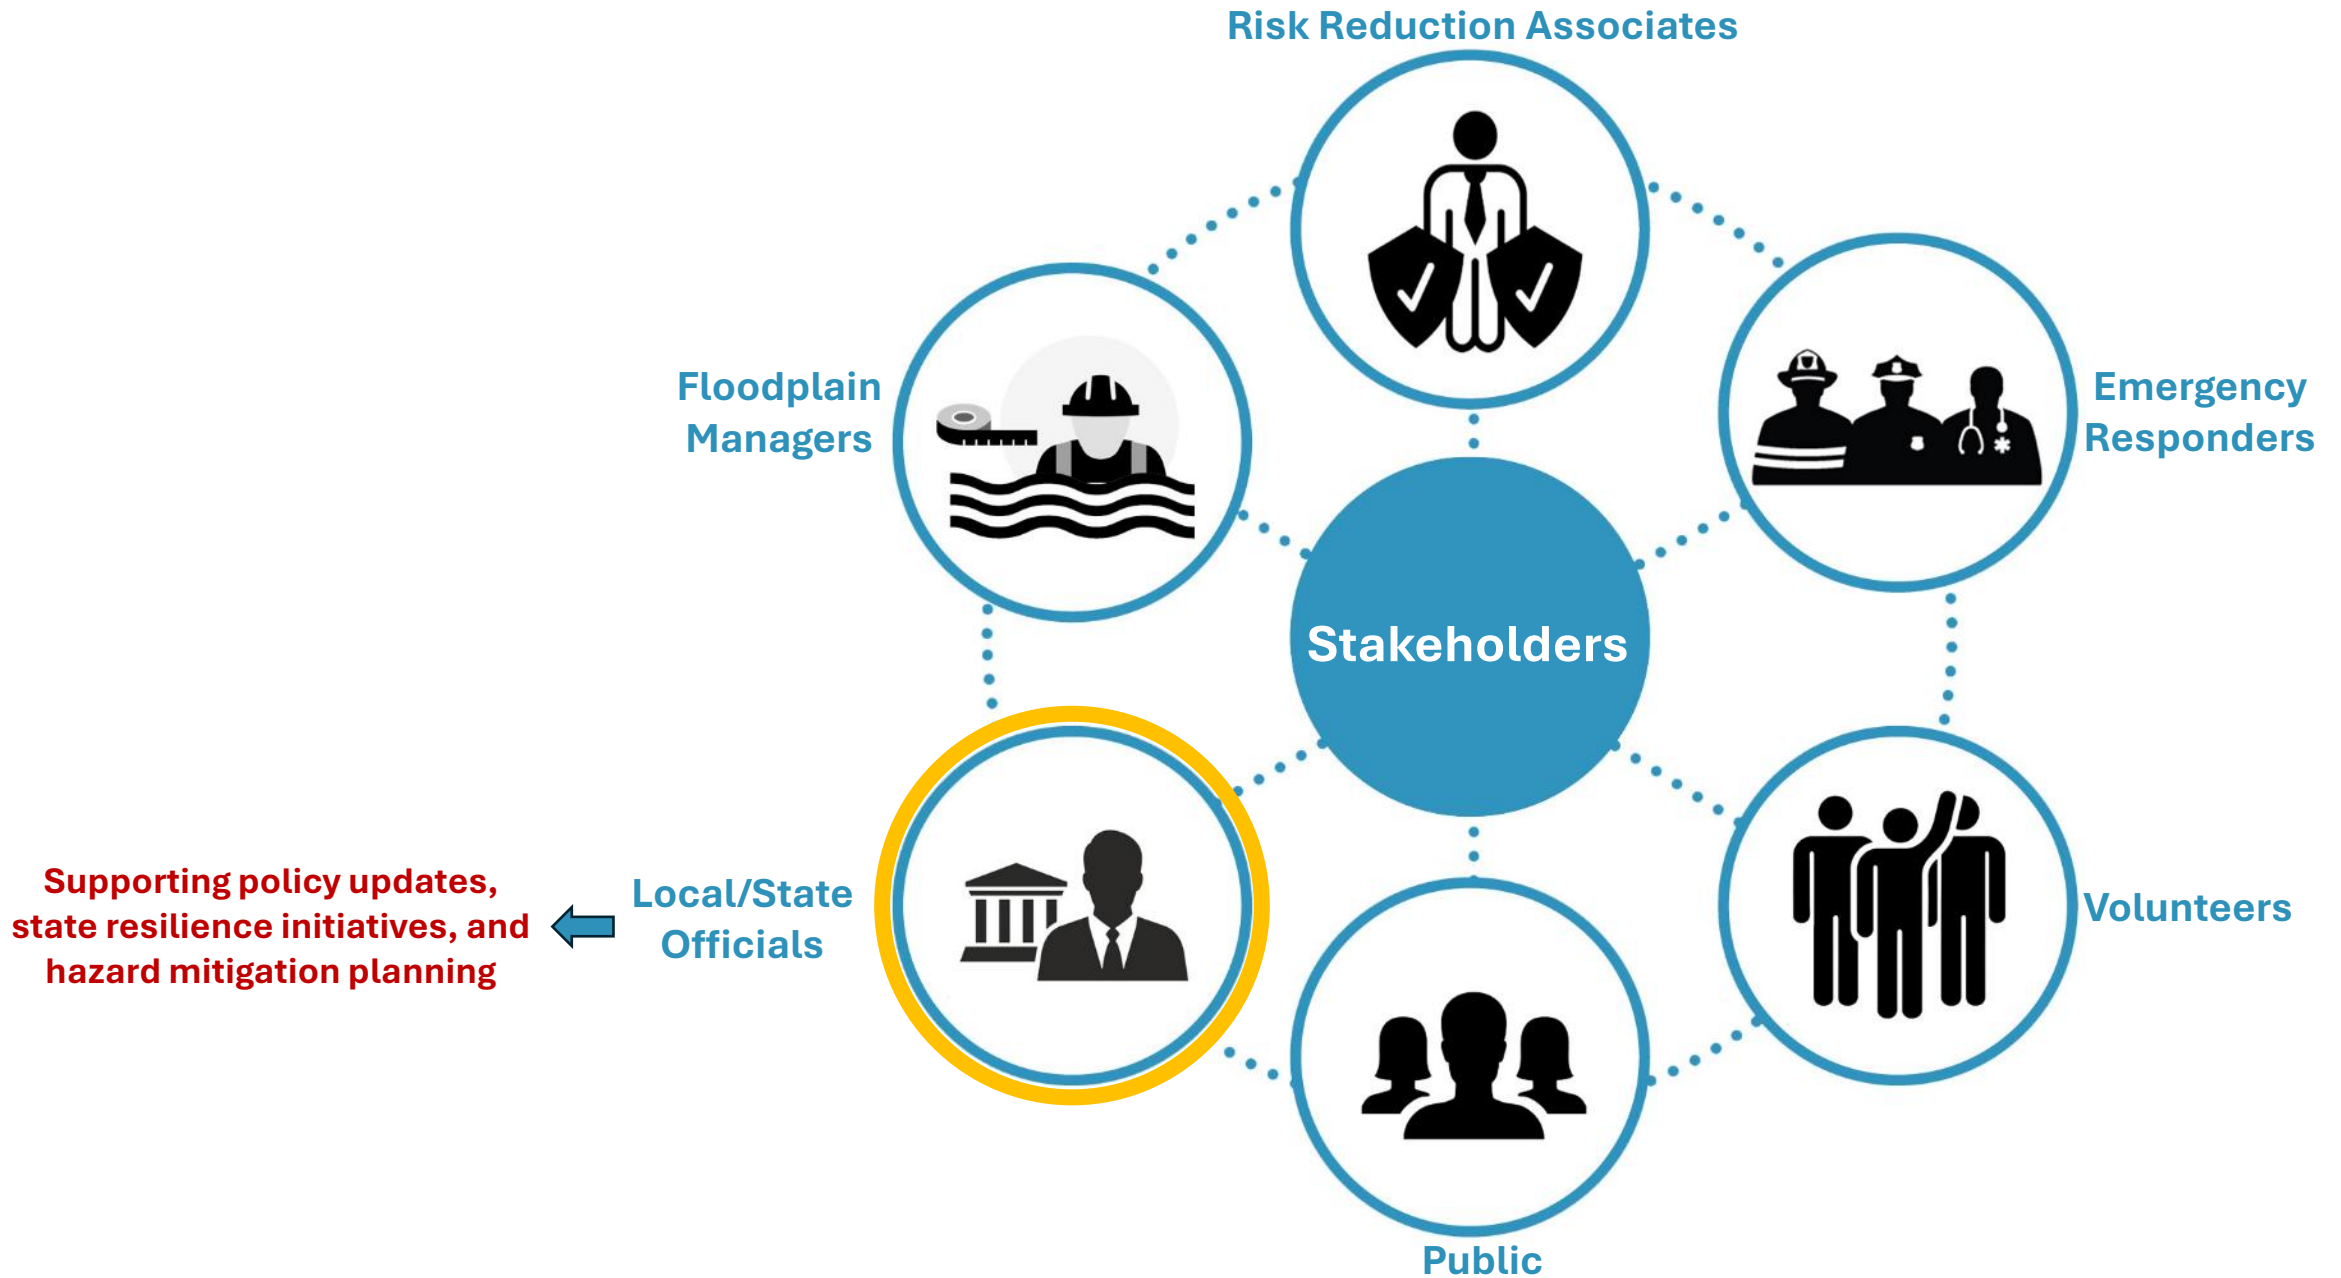 Risk Reduction Associates
Floodplain
Managers
Emergency
Responders
Stakeholders
Supporting policy updates,
state resilience initiatives, and
hazard mitigation planning
Local/State
Officials
Volunteers
Public